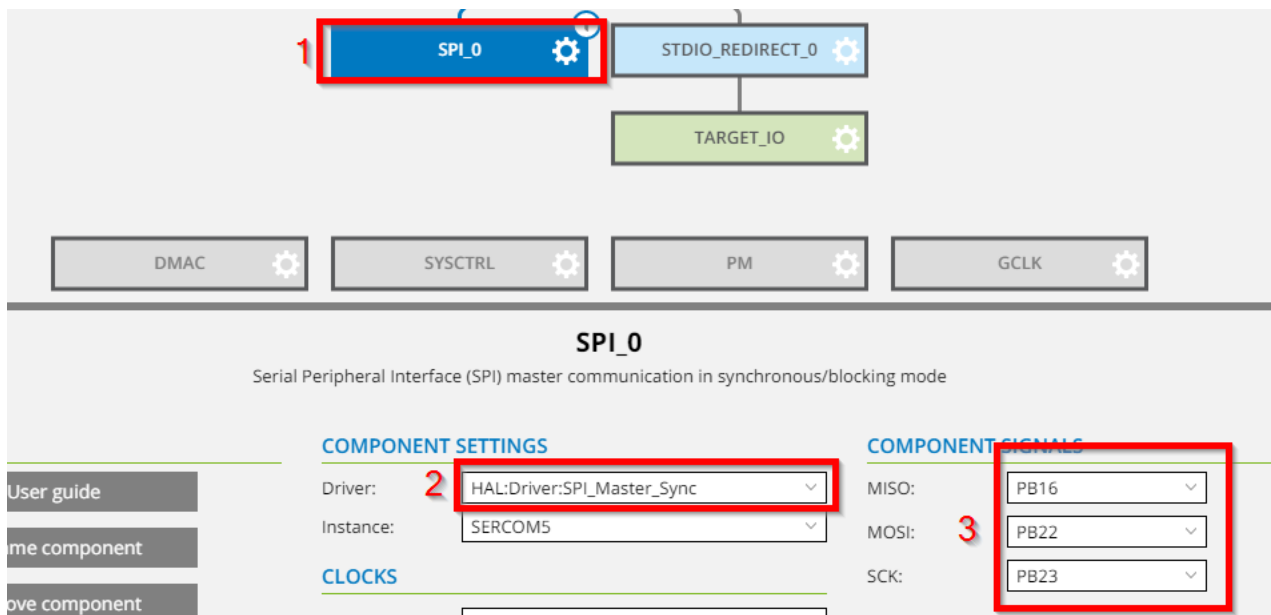 1
SPI_0
STDIO_REDIRECT_0
TARGET_IO
DMAC
SYSCTRL
PM
GCLK
SPI_0
Serial Peripheral Interface (SPI) master communication in synchronous/blocking mode
COMPONENT SETTINGS
COMPONENT SIGNALS
User guide
Driver:
2
HAL:Driver:SPI_Master_Sync
MISO:
PB16
Instance:
SERCOM5
MOSI:
3
PB22
ame component
CLOCKS
SCK:
PB23
ove component